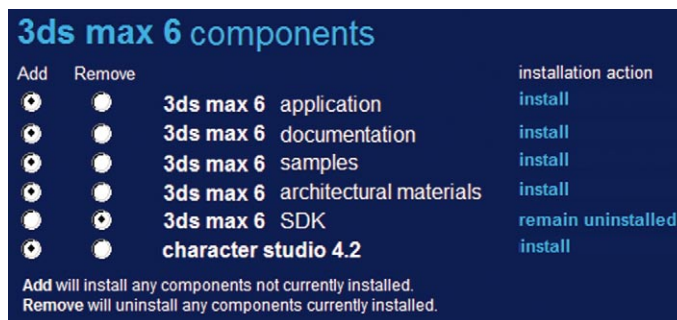 3ds max 6 components
Add Remove installation action
3ds max 6 application install
3ds max 6 documentation install
3ds max 6 samples install
3ds max 6 architectural materials install
3ds max 6 SDK remain uninstalled
character studio 4.2 install
Add will install any components not currently installed.
Remove will uninstall any components currently installed.